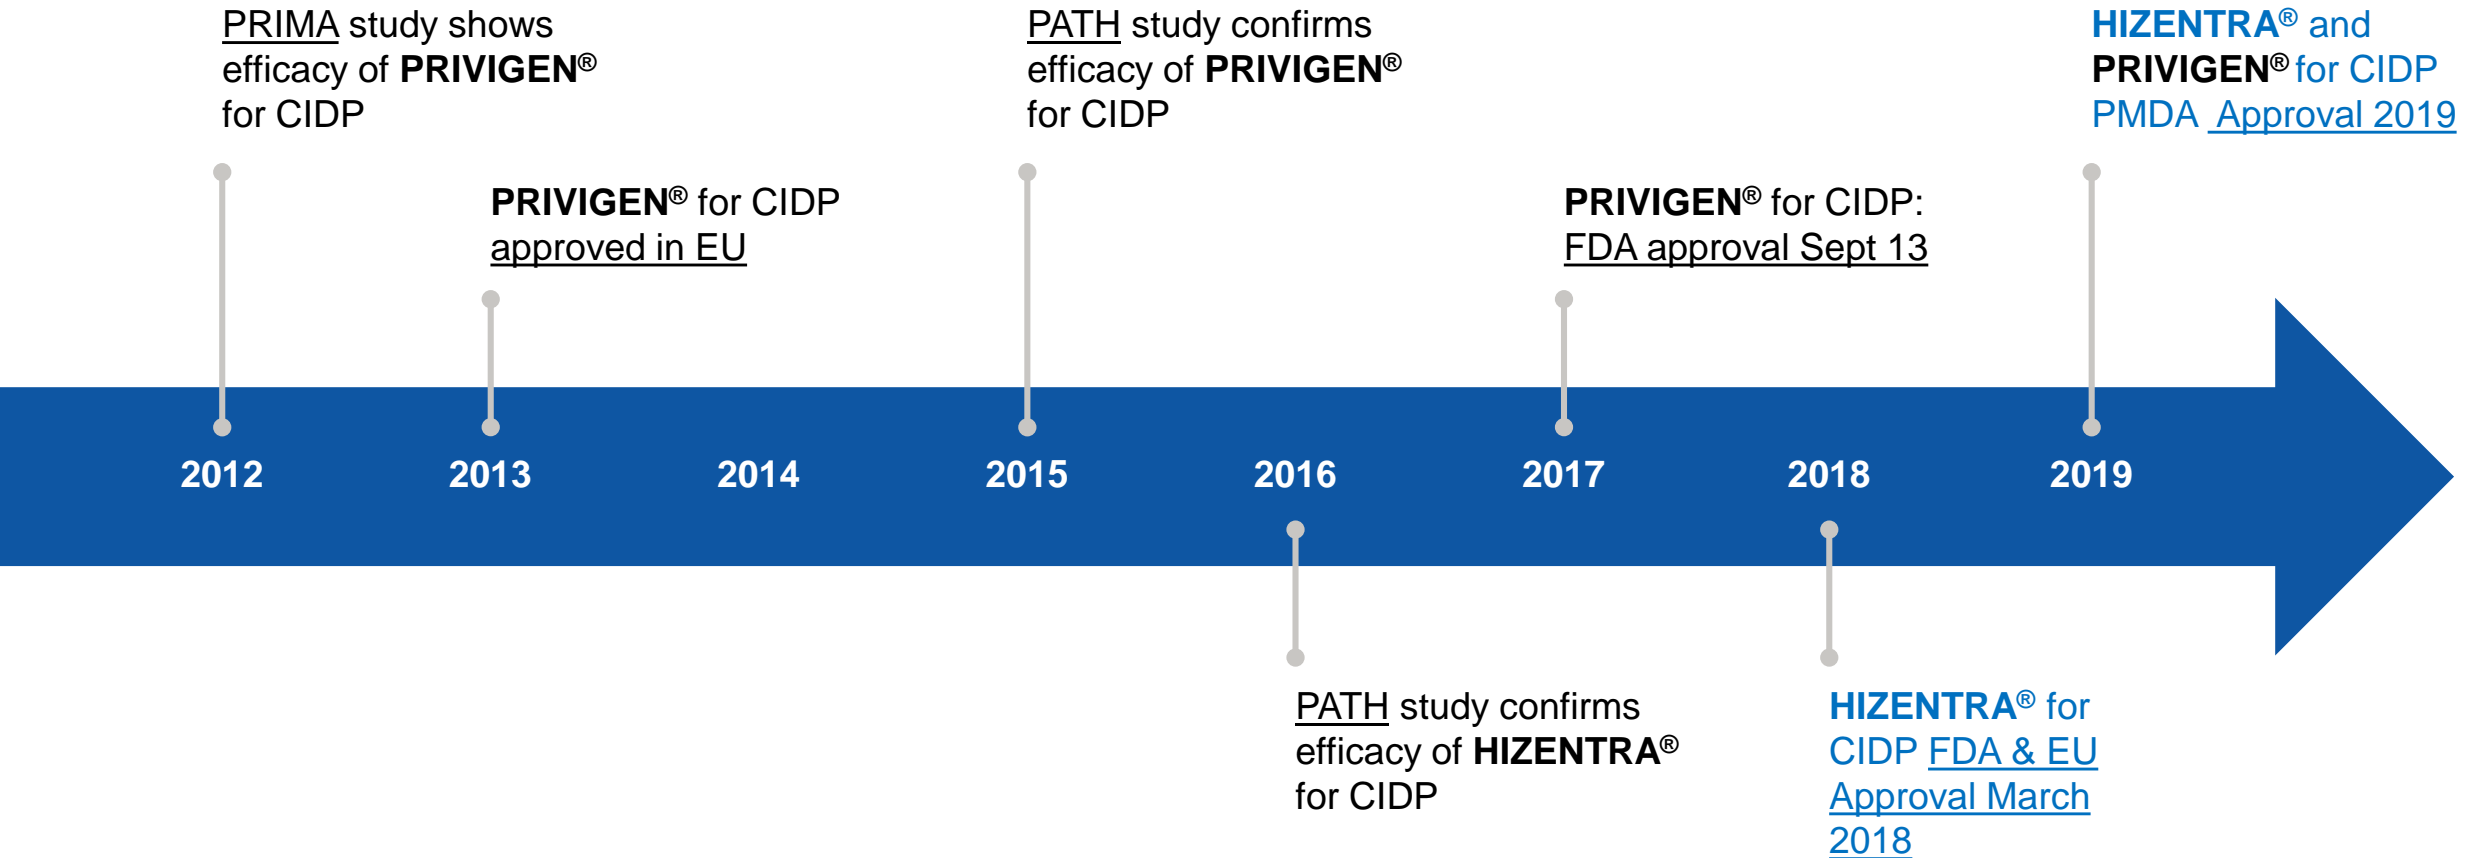 PRIMA study shows
efficacy of PRIVIGEN®
for CIDP
PATH study confirms
efficacy of PRIVIGEN®
for CIDP
HIZENTRA® and
PRIVIGEN® for CIDP
PMDA Approval 2019
PRIVIGEN® for CIDP
approved in EU
PRIVIGEN® for CIDP:
FDA approval Sept 13
2012 2013 2014 2015 2016 2017 2018 2019
PATH study confirms
efficacy of HIZENTRA®
for CIDP
HIZENTRA® for
CIDP FDA & EU
Approval March
2018